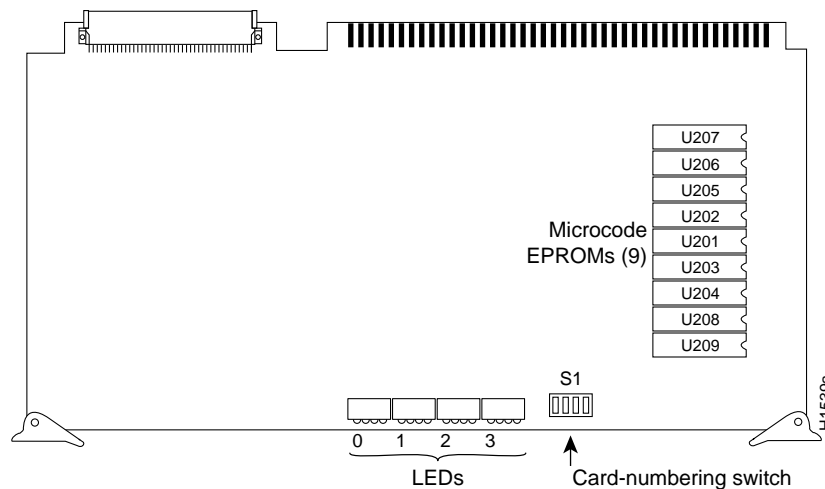 U207
U206
U205
U202
U201
U203
U204
U208
U209
Microcode
EPROMs (9)
S1
0 1 2 3
LEDs
Card-numbering switch